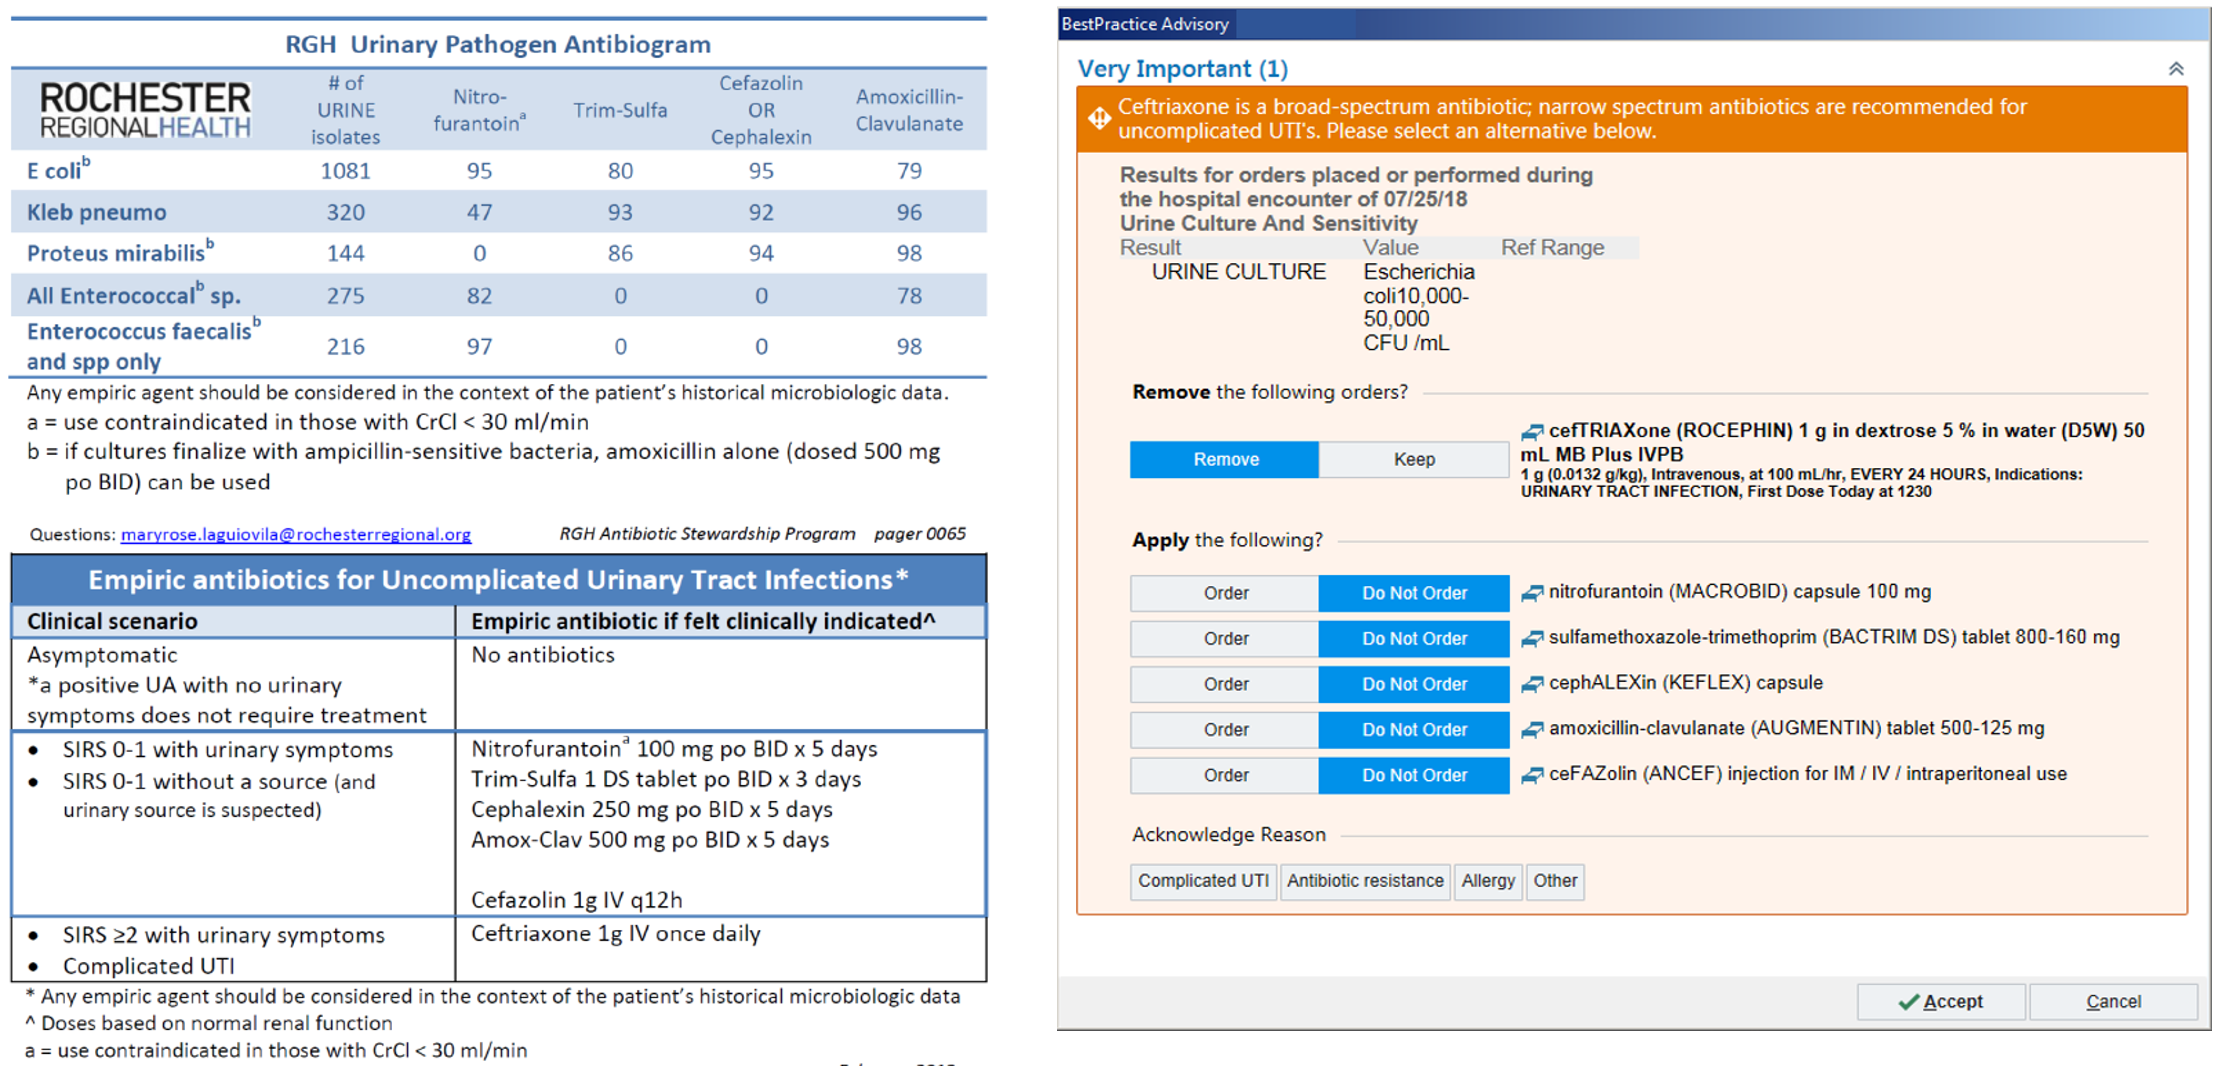 RGH Urinary Pathogen Antibiogram
ROCHESTER
REGIONALHEALTH
# of
URINE
isolates
Nitro-
furantoin^a
Trim-Sulfa
Cefazolin
OR
Cephalexin
Amoxicillin-
Clavulanate
E coli^b 1081 95 80 95 79
Kleb pneumo 320 47 93 92 96
Proteus mirabilis^b 144 0 86 94 98
All Enterococcal^b sp. 275 82 0 0 78
Enterococcus faecalis^b
and spp only 216 97 0 0 98
Any empiric agent should be considered in the context of the patient's historical microbiologic data.
a = use contraindicated in those with CrCl < 30 ml/min
b = if cultures finalize with ampicillin-sensitive bacteria, amoxicillin alone (dosed 500 mg
po BID) can be used
Questions: maryrose.laguiovila@rochesterregional.org RGH Antibiotic Stewardship Program pager 0065
Empiric antibiotics for Uncomplicated Urinary Tract Infections*
Clinical scenario Empiric antibiotic if felt clinically indicated^
Asymptomatic No antibiotics
*a positive UA with no urinary
symptoms does not require treatment
• SIRS 0-1 with urinary symptoms
• SIRS 0-1 without a source (and
urinary source is suspected)
Nitrofurantoin^a 100 mg po BID x 5 days
Trim-Sulfa 1 DS tablet po BID x 3 days
Cephalexin 250 mg po BID x 5 days
Amox-Clav 500 mg po BID x 5 days
Cefazolin 1g IV q12h
• SIRS ≥2 with urinary symptoms
• Complicated UTI
Ceftriaxone 1g IV once daily
* Any empiric agent should be considered in the context of the patient's historical microbiologic data
^ Doses based on normal renal function
a = use contraindicated in those with CrCl < 30 ml/min
BestPractice Advisory
Very Important (1)
Ceftriaxone is a broad-spectrum antibiotic; narrow spectrum antibiotics are recommended for
uncomplicated UTI's. Please select an alternative below.
Results for orders placed or performed during
the hospital encounter of 07/25/18
Urine Culture And Sensitivity
Result Value Ref Range
URINE CULTURE Escherichia
coli10,000-
50,000
CFU /mL
Remove the following orders?
Remove Keep
cefTRIAXone (ROCEPHIN) 1 g in dextrose 5 % in water (D5W) 50
mL MB Plus IVPB
1 g (0.0132 g/kg), Intravenous, at 100 mL/hr, EVERY 24 HOURS, Indications:
URINARY TRACT INFECTION, First Dose Today at 1230
Apply the following?
Order Do Not Order nitrofurantoin (MACROBID) capsule 100 mg
Order Do Not Order sulfamethoxazole-trimethoprim (BACTRIM DS) tablet 800-160 mg
Order Do Not Order cephALEXin (KEFLEX) capsule
Order Do Not Order amoxicillin-clavulanate (AUGMENTIN) tablet 500-125 mg
Order Do Not Order ceFAZolin (ANCEF) injection for IM / IV / intraperitoneal use
Acknowledge Reason
Complicated UTI Antibiotic resistance Allergy Other
Accept Cancel